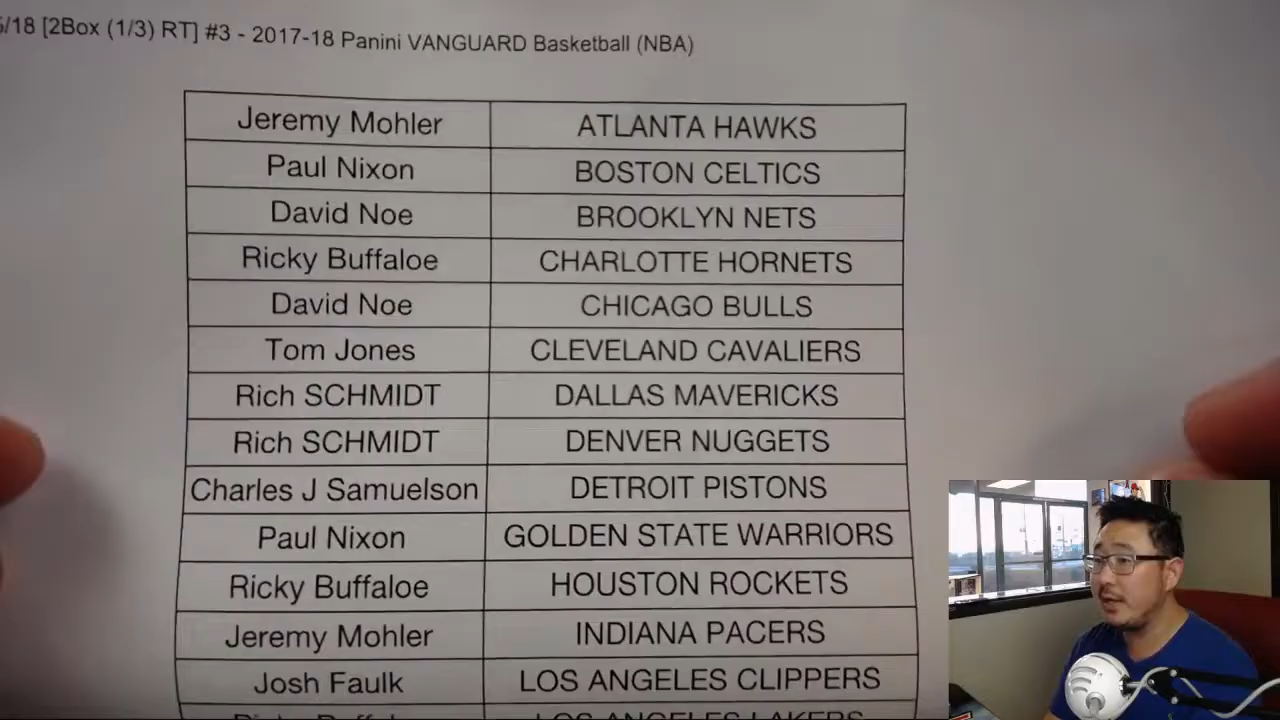 /18 [2Box (1/3) RT] #3 - 2017-18 Panini VANGUARD Basketball (NBA)
Jeremy Mohler ATLANTA HAWKS
Paul Nixon BOSTON CELTICS
David Noe BROOKLYN NETS
Ricky Buffaloe CHARLOTTE HORNETS
David Noe CHICAGO BULLS
Tom Jones CLEVELAND CAVALIERS
Rich SCHMIDT DALLAS MAVERICKS
Rich SCHMIDT DENVER NUGGETS
Charles J Samuelson DETROIT PISTONS
Paul Nixon GOLDEN STATE WARRIORS
Ricky Buffaloe HOUSTON ROCKETS
Jeremy Mohler INDIANA PACERS
Josh Faulk LOS ANGELES CLIPPERS
LOS ANGELES LAKERS